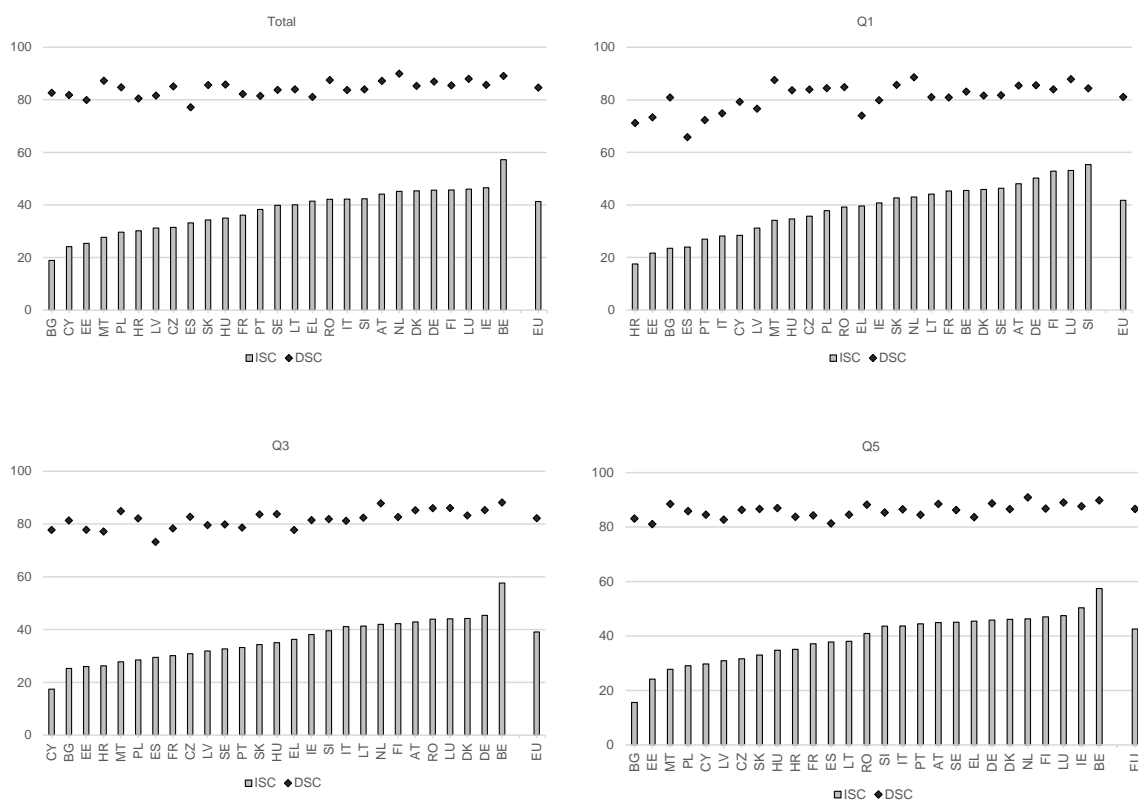 Total
100
80
60
40
20
0
BG CY EE MT PL HR LV CZ ES SK HU FR PT SE LT EL RO IT SI AT NL DK DE FI LU IE BE EU
ISC DSC
Q1
100
80
60
40
20
0
HR EE BG ES PT IT CY LV MT HU CZ PL RO EL IE SK NL LT FR BE DK SE AT DE FI LU SI EU
ISC DSC
Q3
100
80
60
40
20
0
CY BG EE HR MT PL ES FR CZ LV SE PT SK HU EL IE SI IT LT NL FI AT RO LU DK DE BE EU
ISC DSC
Q5
100
80
60
40
20
0
BG EE MT PL CY LV CZ SK HU HR FR ES LT RO SI IT PT AT SE EL DE DK NL FI LU IE BE EU
ISC DSC